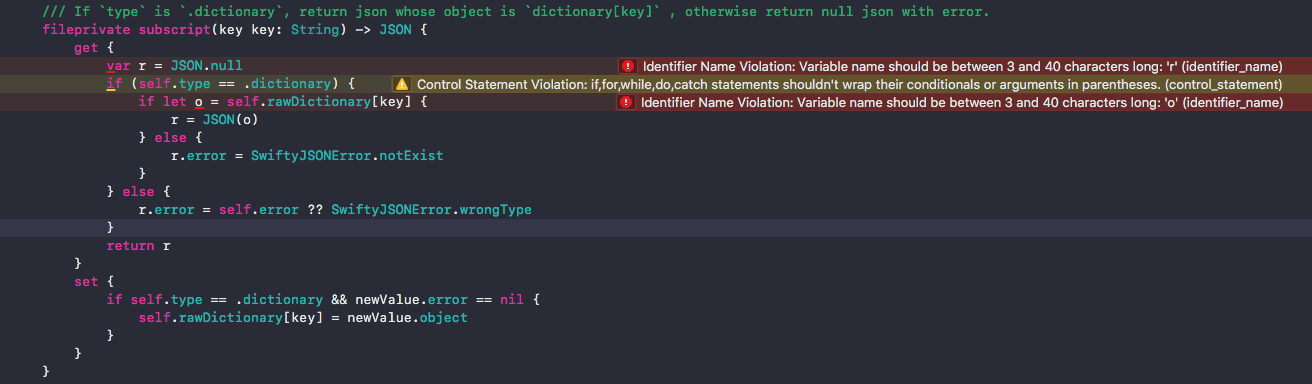 /// If `type` is `.dictionary`, return json whose object is `dictionary[key]` , otherwise return null json with error.
fileprivate subscript(key key: String) -> JSON {
get {
var r = JSON.null Identifier Name Violation: Variable name should be between 3 and 40 characters long: 'r' (identifier_name)
if (self.type == .dictionary) { Control Statement Violation: if,for,while,do,catch statements shouldn't wrap their conditionals or arguments in parentheses. (control_statement)
if let o = self.rawDictionary[key] { Identifier Name Violation: Variable name should be between 3 and 40 characters long: 'o' (identifier_name)
r = JSON(o)
} else {
r.error = SwiftyJSONError.notExist
}
} else {
r.error = self.error ?? SwiftyJSONError.wrongType
}
return r
}
set {
if self.type == .dictionary && newValue.error == nil {
self.rawDictionary[key] = newValue.object
}
}
}